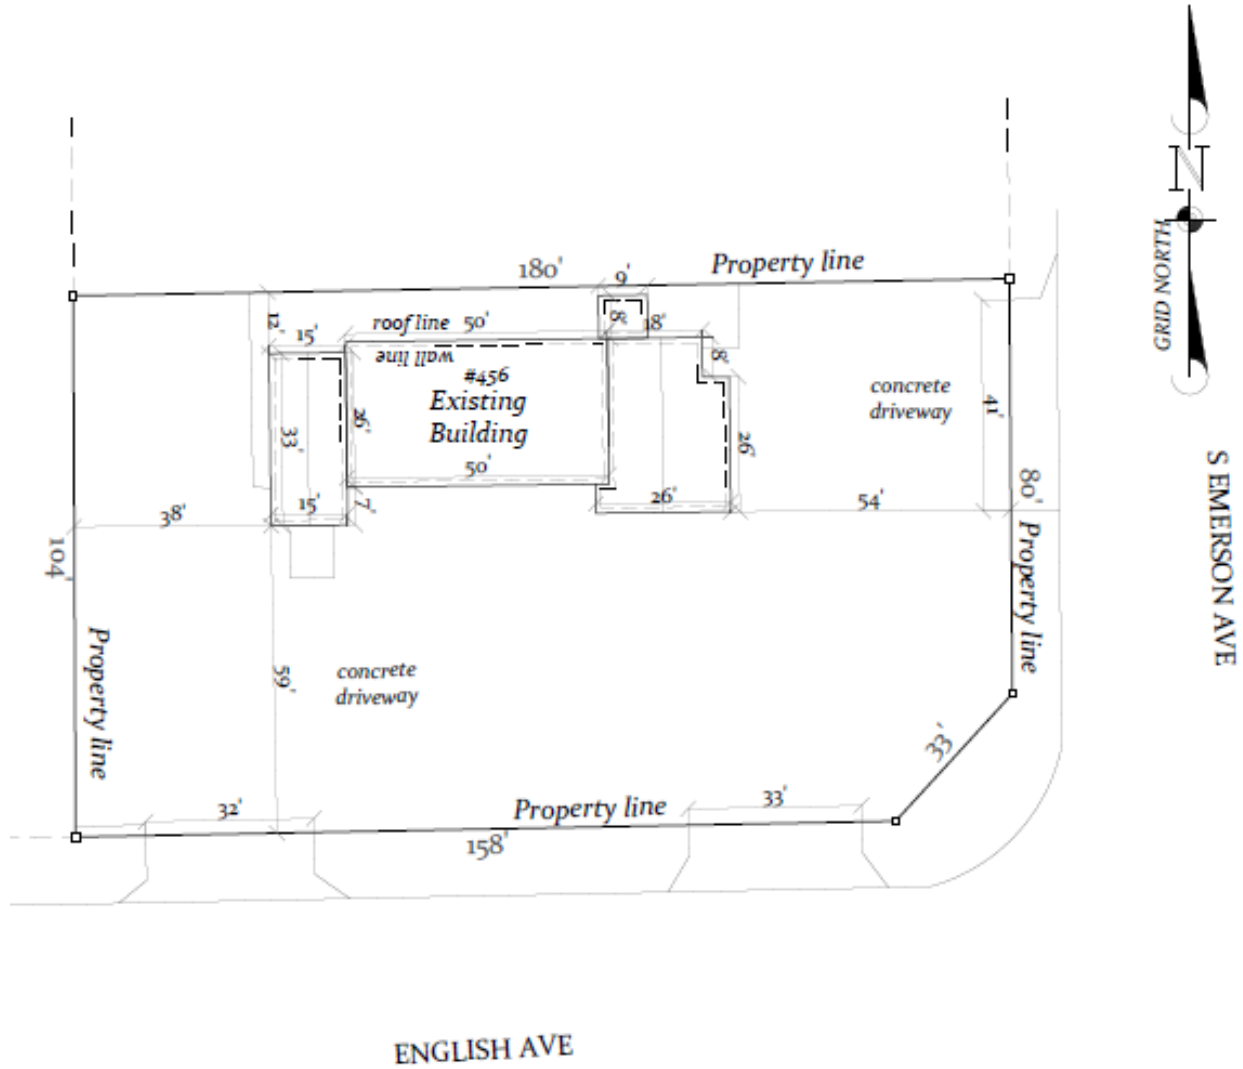 N
GRID NORTH
180'
9'
Property line
12'
15'
roof line 50'
8'
18'
wall line
8'
#456
Existing
Building
concrete
driveway
41'
33'
26'
26'
50'
80'
S EMERSON AVE
15'
7'
26'
54'
38'
104'
Property line
Property line
59'
concrete
driveway
33'
32'
Property line
33'
158'
ENGLISH AVE